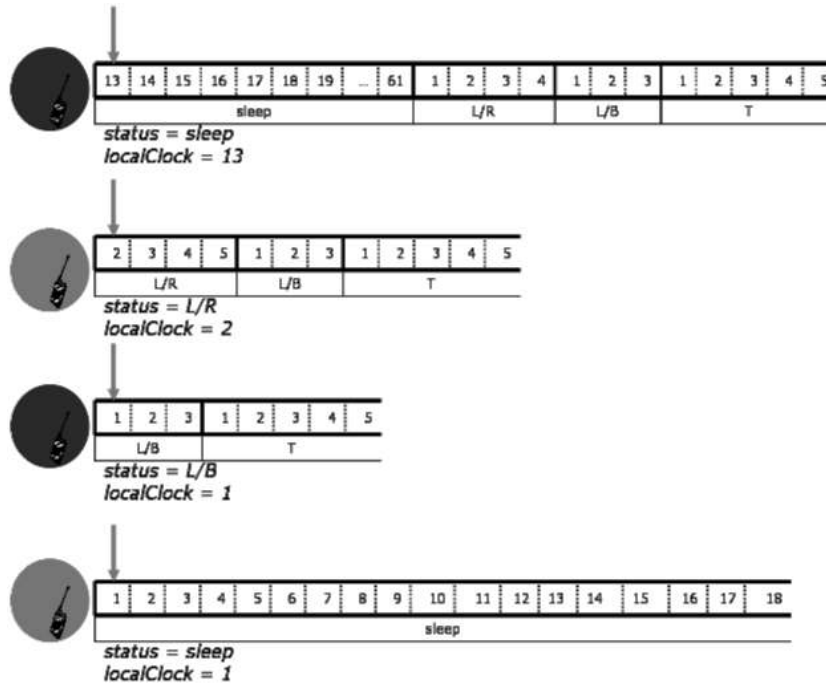 13 14 15 16 17 18 19 ... 61 1 2 3 4 1 2 3 1 2 3 4 5
sleep L/R L/B T
status = sleep
localClock = 13
2 3 4 5 1 2 3 1 2 3 4 5
L/R L/B T
status = L/R
localClock = 2
1 2 3 1 2 3 4 5
L/B T
status = L/B
localClock = 1
1 2 3 4 5 6 7 8 9 10 11 12 13 14 15 16 17 18
sleep
status = sleep
localClock = 1